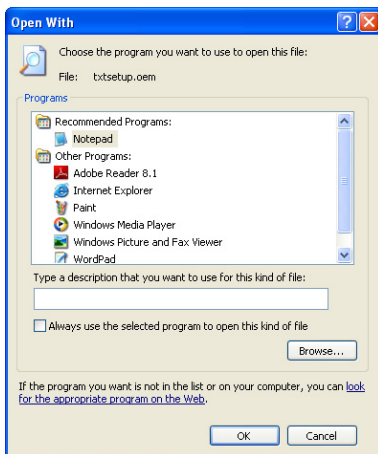 Open With
Choose the program you want to use to open this file:
File: txtsetup.oem
Programs
Recommended Programs:
Notepad
Other Programs:
Adobe Reader 8.1
Internet Explorer
Paint
Windows Media Player
Windows Picture and Fax Viewer
WordPad
Type a description that you want to use for this kind of file:
Always use the selected program to open this kind of file
Browse...
If the program you want is not in the list or on your computer, you can look
for the appropriate program on the Web.
OK Cancel